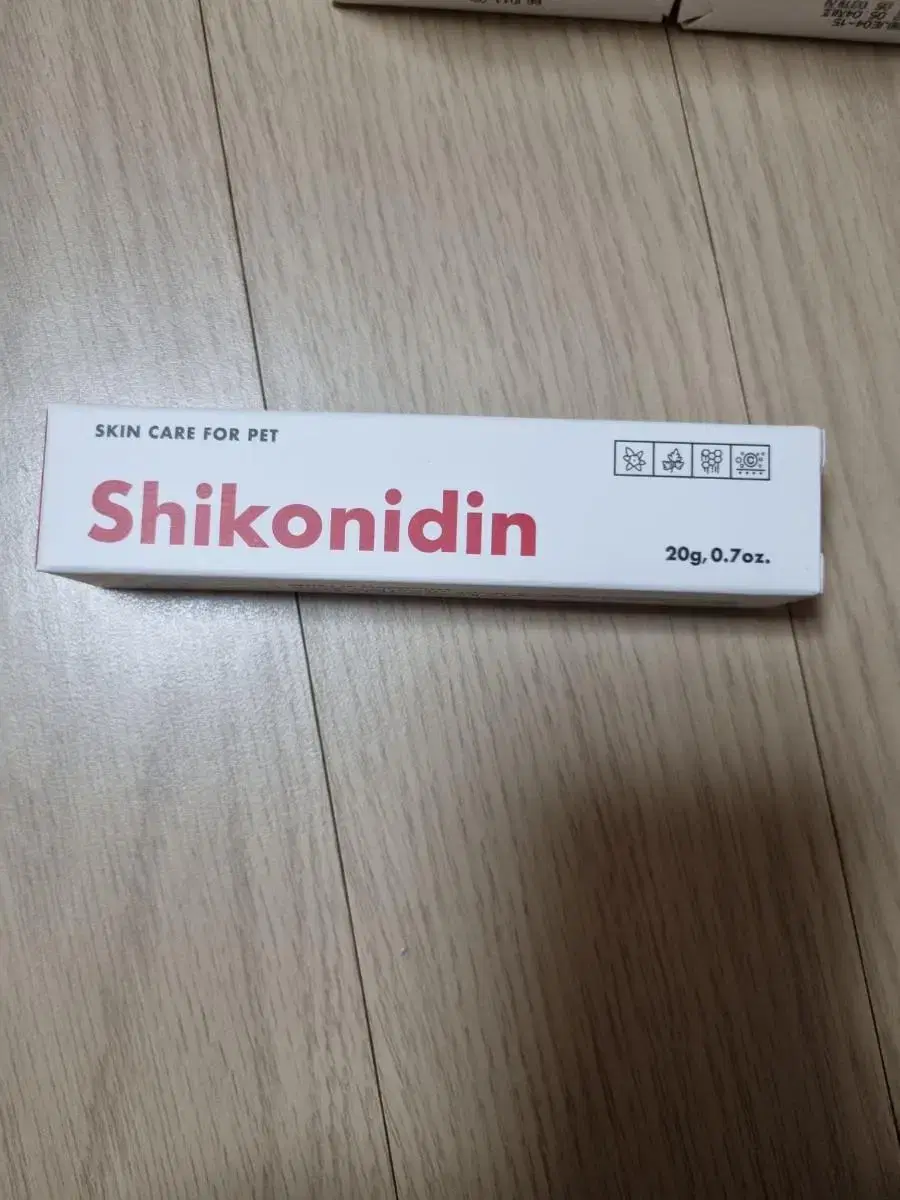 SKIN CARE FOR PET
Shikonidin
20g, 0.7oz.